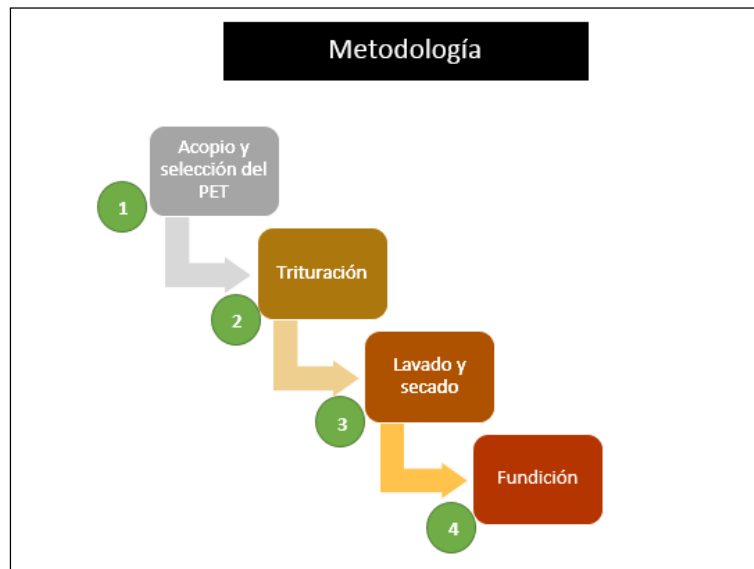 Metodología
Acopio y
selección del
PET
1
Trituración
2
Lavado y
secado
3
Fundición
4